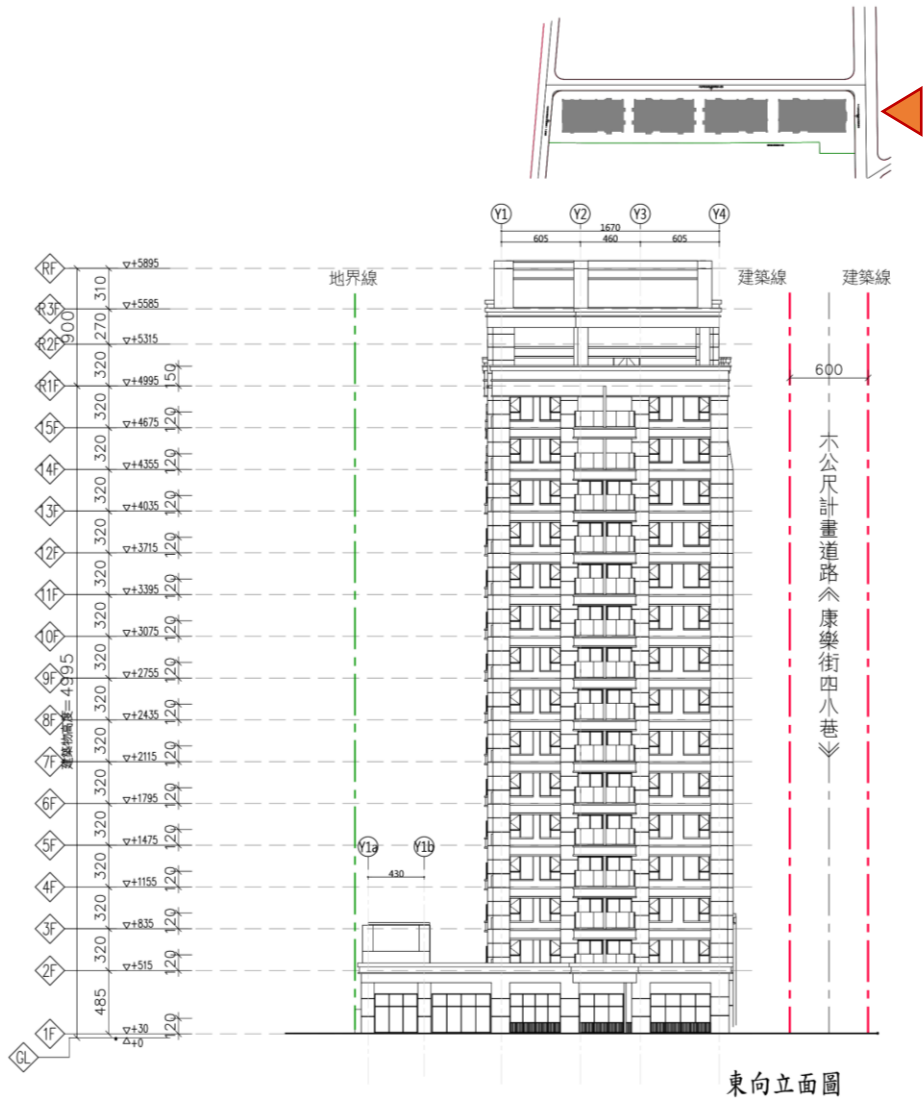 Y1 Y2 Y3 Y4
1670
605 460 605
地界線
建築線 建築線
600
六公尺計畫道路《康樂街四八巷》
RF ▽+5895
310
R3F ▽+5585
270
900
R2F ▽+5315
320 150
R1F ▽+4995
320 120
15F ▽+4675
320 120
14F ▽+4355
320 120
13F ▽+4035
320 120
12F ▽+3715
320 120
11F ▽+3395
320 120
10F ▽+3075
320 120
9F ▽+2755
建築物高度=4995
320 120
8F ▽+2435
320 120
7F ▽+2115
320 120
6F ▽+1795
320 120
5F ▽+1475
Y1a Y1b
430
320 120
4F ▽+1155
320 120
3F ▽+835
320 120
2F ▽+515
485 120
1F ▽+30
△+0
GL
東向立面圖